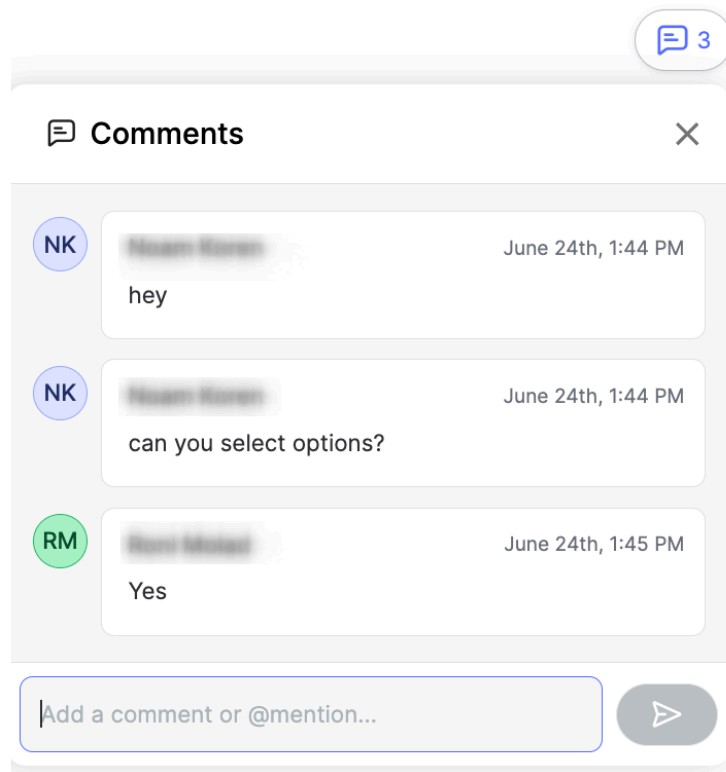 3
Comments
NK
June 24th, 1:44 PM
hey
NK
June 24th, 1:44 PM
can you select options?
RM
June 24th, 1:45 PM
Yes
Add a comment or @mention...